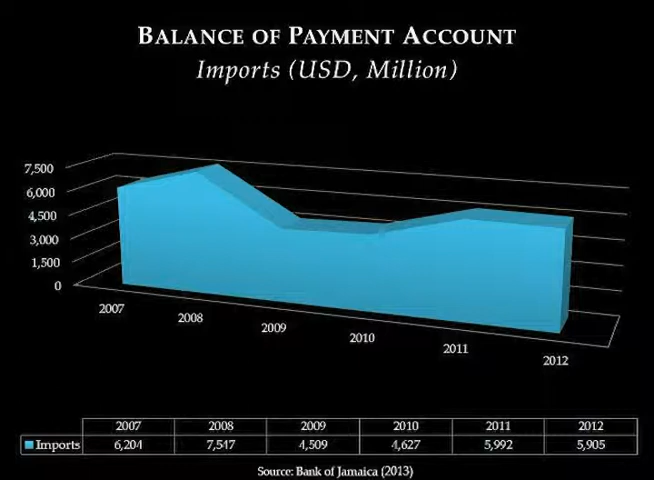 BALANCE OF PAYMENT ACCOUNT
Imports (USD, Million)
7,500
6,000
4,500
3,000
1,500
0
2007
2008
2009
2010
2011
2012
2007 2008 2009 2010 2011 2012
Imports 6,204 7,547 4,509 4,627 5,992 5,905
Source: Bank of Jamaica (2013)